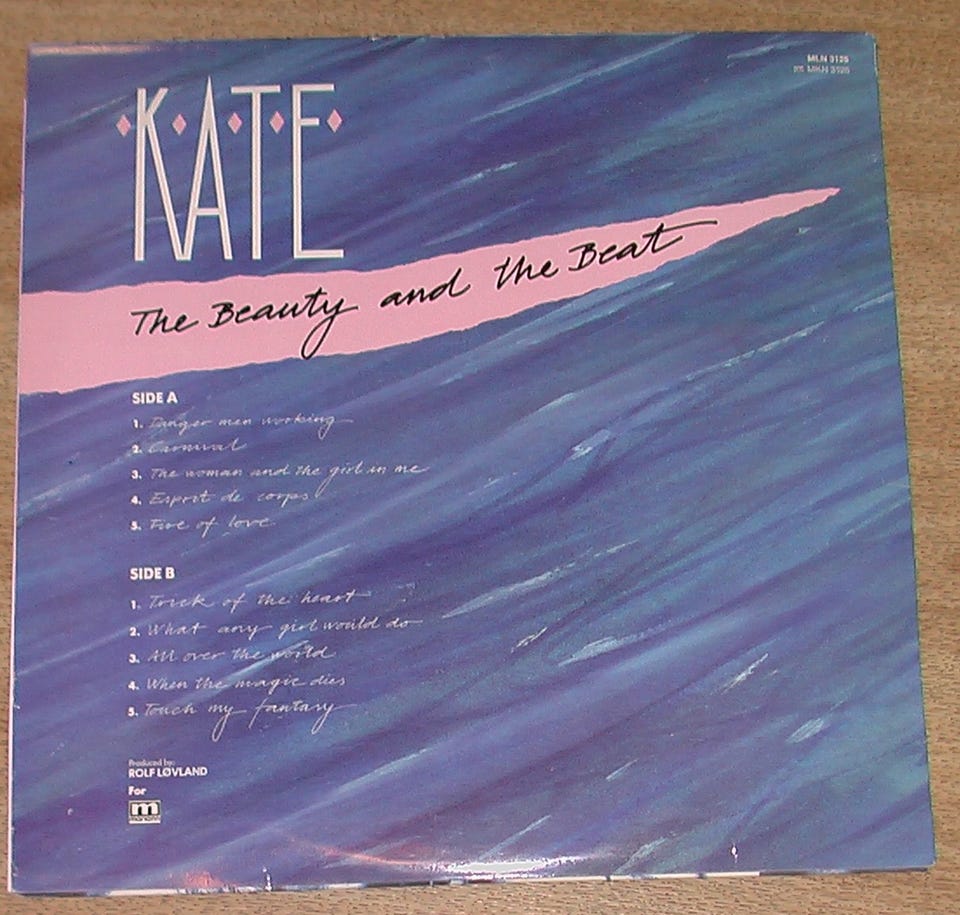 MLN 3125
MKN 3125
KATE
The Beauty and the Beat
SIDE A
1. Danger men working
2. Carnival
3. The woman and the girl in me
4. Esprit de corps
5. Fire of love
SIDE B
1. Trick of the heart
2. What any girl would do
3. All over the world
4. When the magic dies
5. Touch my fantasy
Produced by:
ROLF LØVLAND
For
m
mariann